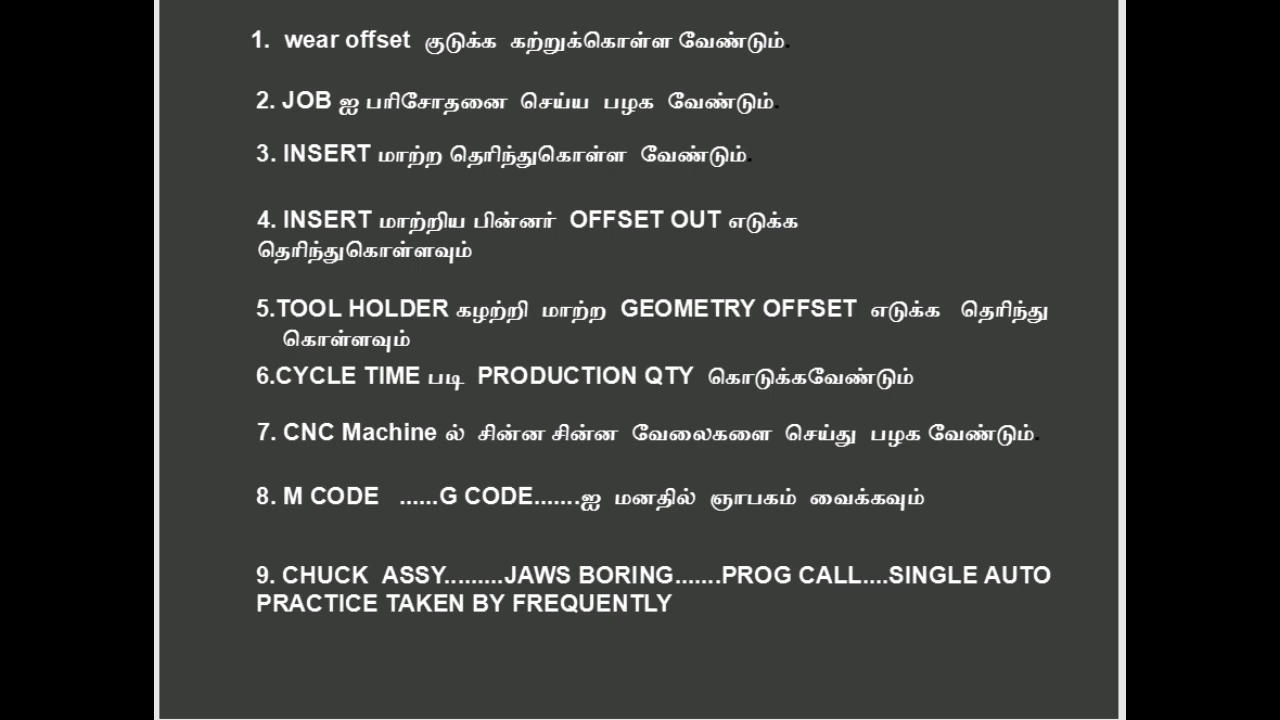 1. wear offset குடுக்க கற்றுக்கொள்ள வேண்டும்.
2. JOB ஐ பரிசோதனை செய்ய பழக வேண்டும்.
3. INSERT மாற்ற தெரிந்துகொள்ள வேண்டும்.
4. INSERT மாற்றிய பின்னர் OFFSET OUT எடுக்க
தெரிந்துகொள்ளவும்
5.TOOL HOLDER கழற்றி மாற்ற GEOMETRY OFFSET எடுக்க தெரிந்து
கொள்ளவும்
6.CYCLE TIME படி PRODUCTION QTY கொடுக்கவேண்டும்
7. CNC Machine ல் சின்ன சின்ன வேலைகளை செய்து பழக வேண்டும்.
8. M CODE ......G CODE.......ஐ மனதில் ஞாபகம் வைக்கவும்
9. CHUCK ASSY.........JAWS BORING.......PROG CALL....SINGLE AUTO
PRACTICE TAKEN BY FREQUENTLY